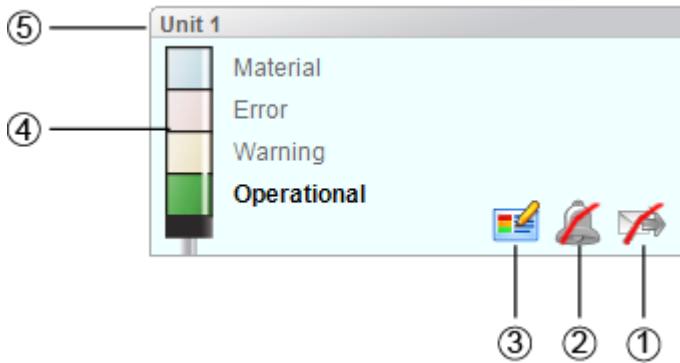 ⑤ Unit 1
Material
Error
④
Warning
Operational
③ ② ①